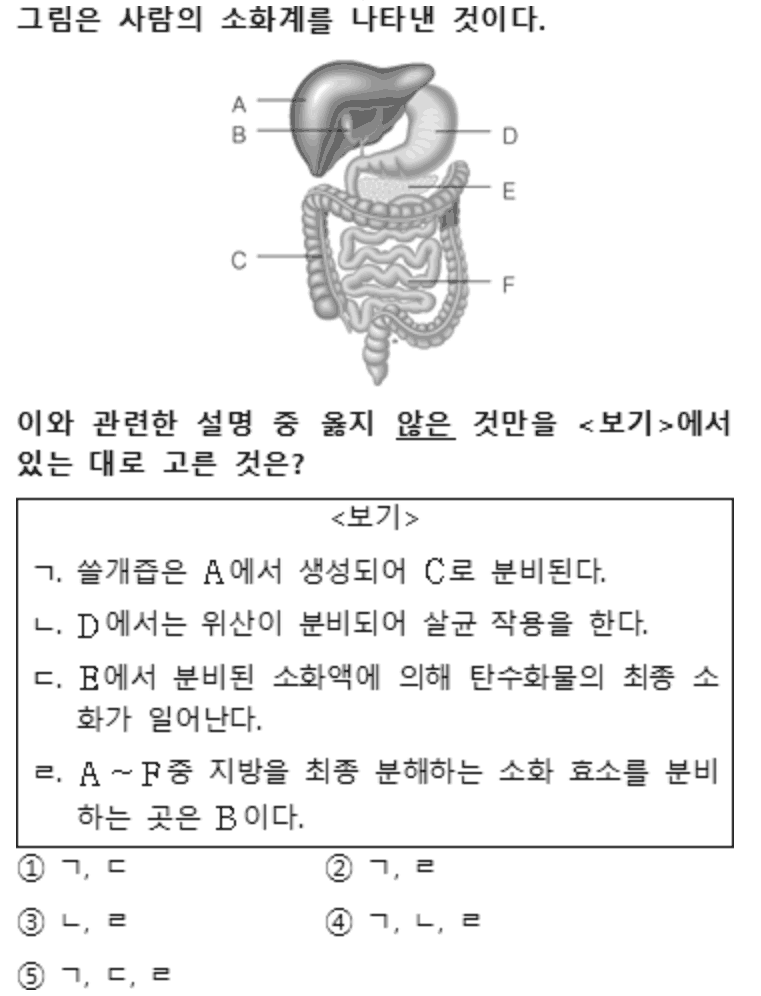 그림은 사람의 소화계를 나타낸 것이다.
A
B
D
E
C
F
이와 관련한 설명 중 옳지 않은 것만을 <보기>에서
있는 대로 고른 것은?
<보기>
ㄱ. 쓸개즙은 A에서 생성되어 C로 분비된다.
ㄴ. D에서는 위산이 분비되어 살균 작용을 한다.
ㄷ. E에서 분비된 소화액에 의해 탄수화물의 최종 소
화가 일어난다.
ㄹ. A ~ F중 지방을 최종 분해하는 소화 효소를 분비
하는 곳은 B이다.
① ㄱ, ㄷ ② ㄱ, ㄹ
③ ㄴ, ㄹ ④ ㄱ, ㄴ, ㄹ
⑤ ㄱ, ㄷ, ㄹ